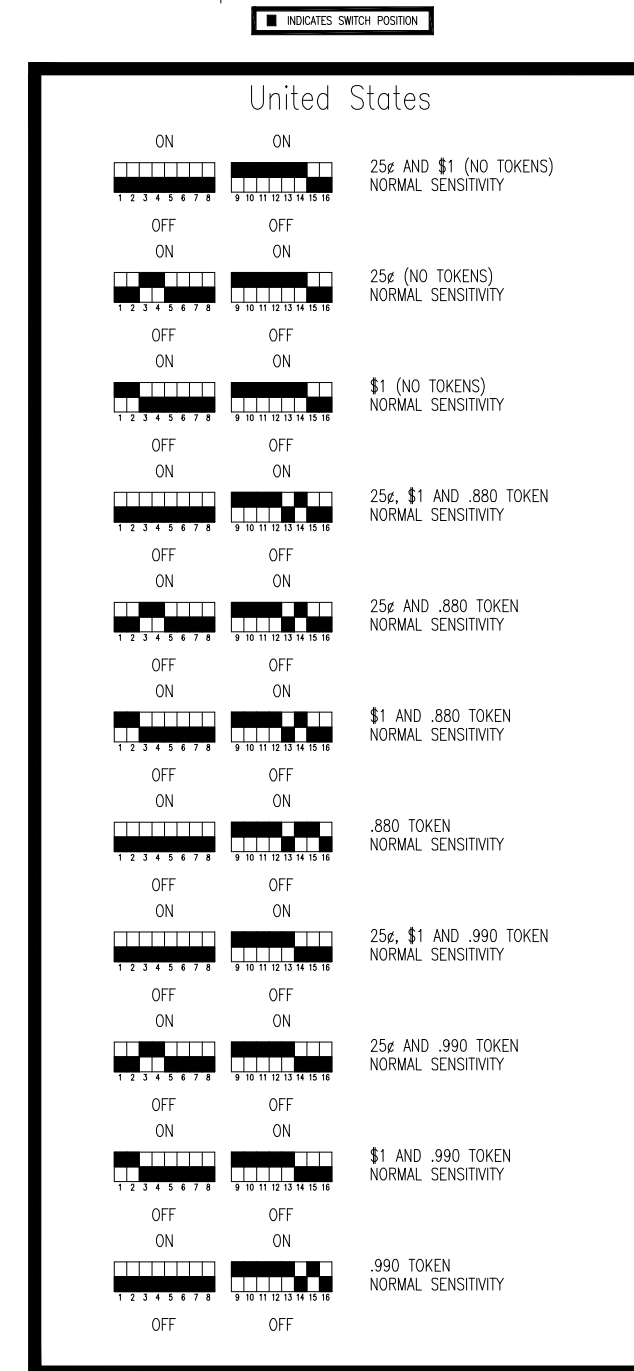 INDICATES SWITCH POSITION
United States
ON ON
25¢ AND $1 (NO TOKENS)
NORMAL SENSITIVITY
1 2 3 4 5 6 7 8 9 10 11 12 13 14 15 16
OFF OFF
ON ON
25¢ (NO TOKENS)
NORMAL SENSITIVITY
1 2 3 4 5 6 7 8 9 10 11 12 13 14 15 16
OFF OFF
ON ON
$1 (NO TOKENS)
NORMAL SENSITIVITY
1 2 3 4 5 6 7 8 9 10 11 12 13 14 15 16
OFF OFF
ON ON
25¢, $1 AND .880 TOKEN
NORMAL SENSITIVITY
1 2 3 4 5 6 7 8 9 10 11 12 13 14 15 16
OFF OFF
ON ON
25¢ AND .880 TOKEN
NORMAL SENSITIVITY
1 2 3 4 5 6 7 8 9 10 11 12 13 14 15 16
OFF OFF
ON ON
$1 AND .880 TOKEN
NORMAL SENSITIVITY
1 2 3 4 5 6 7 8 9 10 11 12 13 14 15 16
OFF OFF
ON ON
.880 TOKEN
NORMAL SENSITIVITY
1 2 3 4 5 6 7 8 9 10 11 12 13 14 15 16
OFF OFF
ON ON
25¢, $1 AND .990 TOKEN
NORMAL SENSITIVITY
1 2 3 4 5 6 7 8 9 10 11 12 13 14 15 16
OFF OFF
ON ON
25¢ AND .990 TOKEN
NORMAL SENSITIVITY
1 2 3 4 5 6 7 8 9 10 11 12 13 14 15 16
OFF OFF
ON ON
$1 AND .990 TOKEN
NORMAL SENSITIVITY
1 2 3 4 5 6 7 8 9 10 11 12 13 14 15 16
OFF OFF
ON ON
.990 TOKEN
NORMAL SENSITIVITY
1 2 3 4 5 6 7 8 9 10 11 12 13 14 15 16
OFF OFF